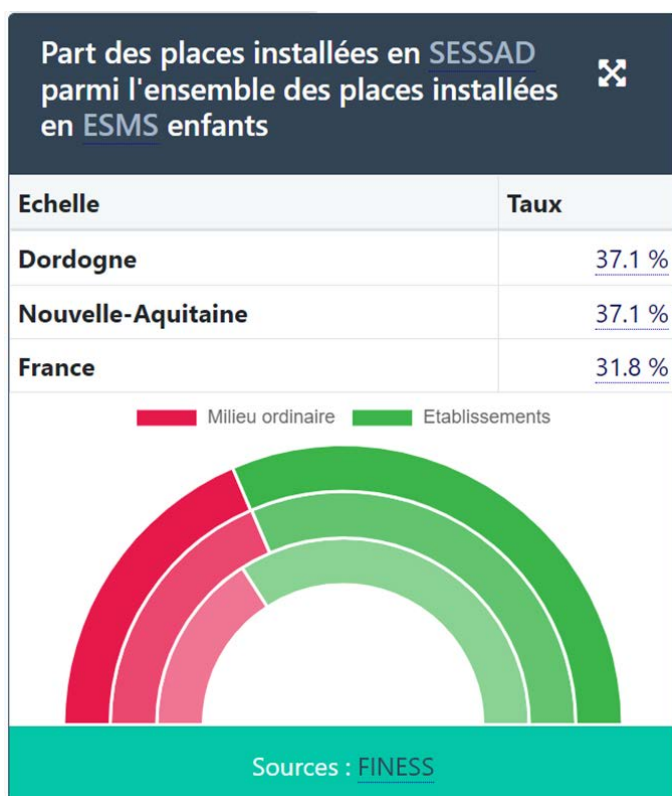 Part des places installées en SESSAD
parmi l'ensemble des places installées
en ESMS enfants
Echelle Taux
Dordogne 37.1 %
Nouvelle-Aquitaine 37.1 %
France 31.8 %
Milieu ordinaire Etablissements
Sources : FINESS